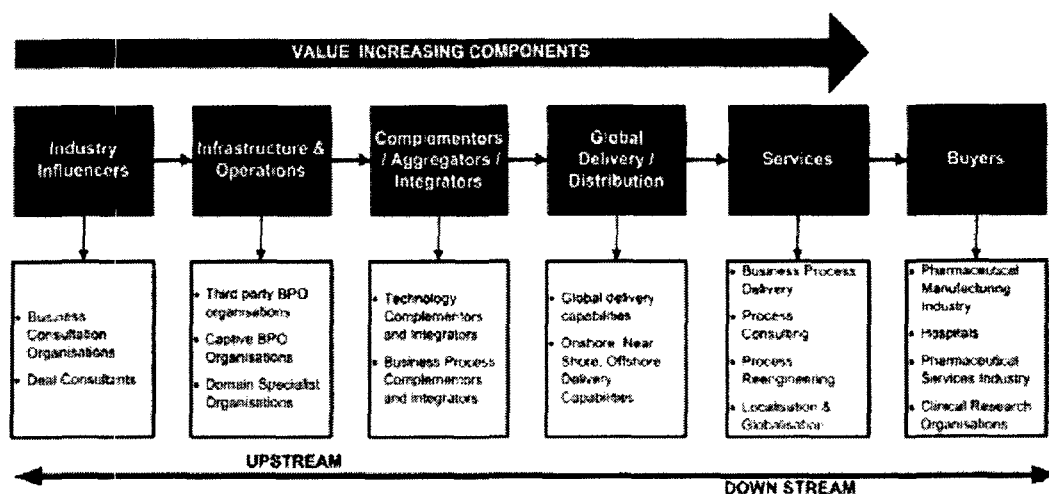 VALUE INCREASING COMPONENTS
Industry
Influencers
Infrastructure &
Operations
Complementors
/ Aggregators /
Integrators
Global
Delivery /
Distribution
Services
Buyers
• Business
Consultation
Organisations
• Deal Consultants
• Third party BPO
organisations
• Captive BPO
Organisations
• Domain Specialist
Organisations
• Technology
Complementors
and Integrators
• Business Process
Complementors
and Integrators
• Global delivery
capabilities
• Onshore, Near
Shore, Offshore
Delivery
Capabilities
• Business Process
Delivery
• Process
Consulting
• Process
Reengineering
• Localisation &
Globalisation
• Pharmaceutical
Manufacturing
Industry
• Hospitals
• Pharmaceutical
Services Industry
• Clinical Research
Organisations
UPSTREAM
DOWN STREAM